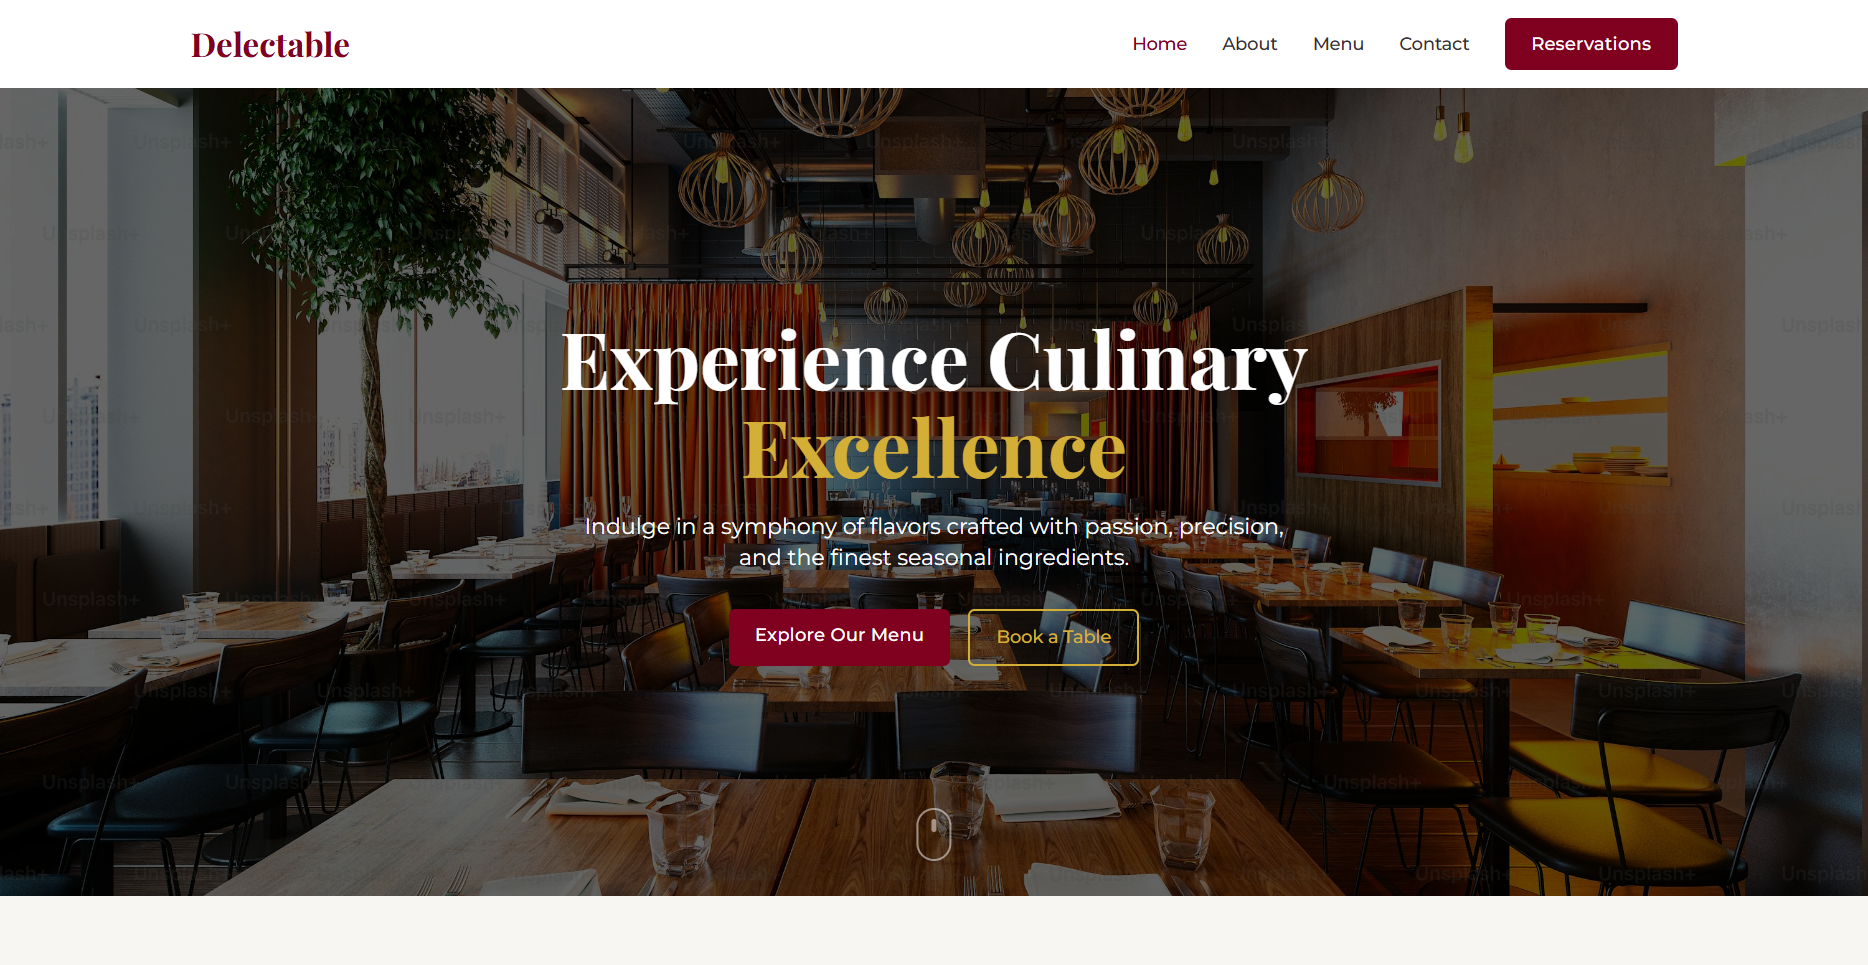 Delectable
Home About Menu Contact Reservations
Experience Culinary
Excellence
Indulge in a symphony of flavors crafted with passion, precision,
and the finest seasonal ingredients.
Explore Our Menu Book a Table
Unsplash+